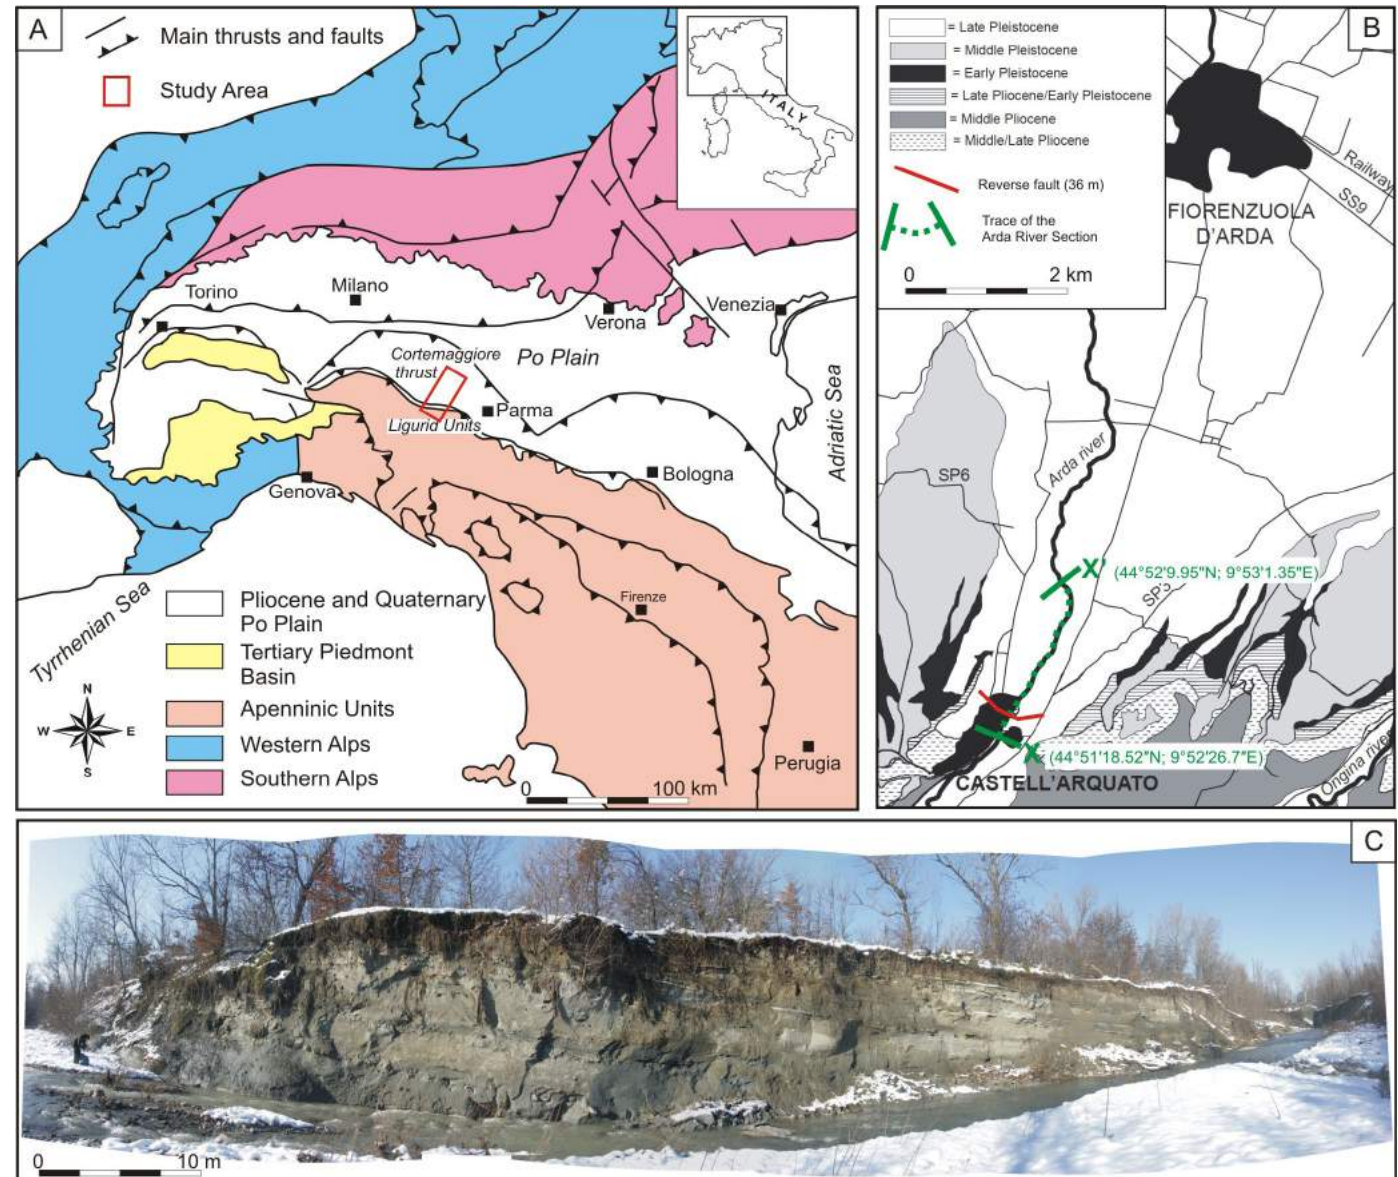 A
Main thrusts and faults
Study Area
ITALY
Torino
Milano
Verona
Venezia
Cortemaggiore
thrust
Po Plain
Parma
Ligurid Units
Adriatic Sea
Bologna
Genova
Tyrrhenian Sea
Firenze
Perugia
N
W
E
S
Pliocene and Quaternary
Po Plain
Tertiary Piedmont
Basin
Apenninic Units
Western Alps
Southern Alps
0 100 km
B
= Late Pleistocene
= Middle Pleistocene
= Early Pleistocene
= Late Pliocene/Early Pleistocene
= Middle Pliocene
= Middle/Late Pliocene
Reverse fault (36 m)
Trace of the
Arda River Section
0 2 km
Railway
SS9
FIORENZUOLA
D'ARDA
Arda river
SP6
X' (44°52'9.95"N; 9°53'1.35"E)
SP3
X (44°51'18.52"N; 9°52'26.7"E)
CASTELL'ARQUATO
Ongina river
C
0 10 m